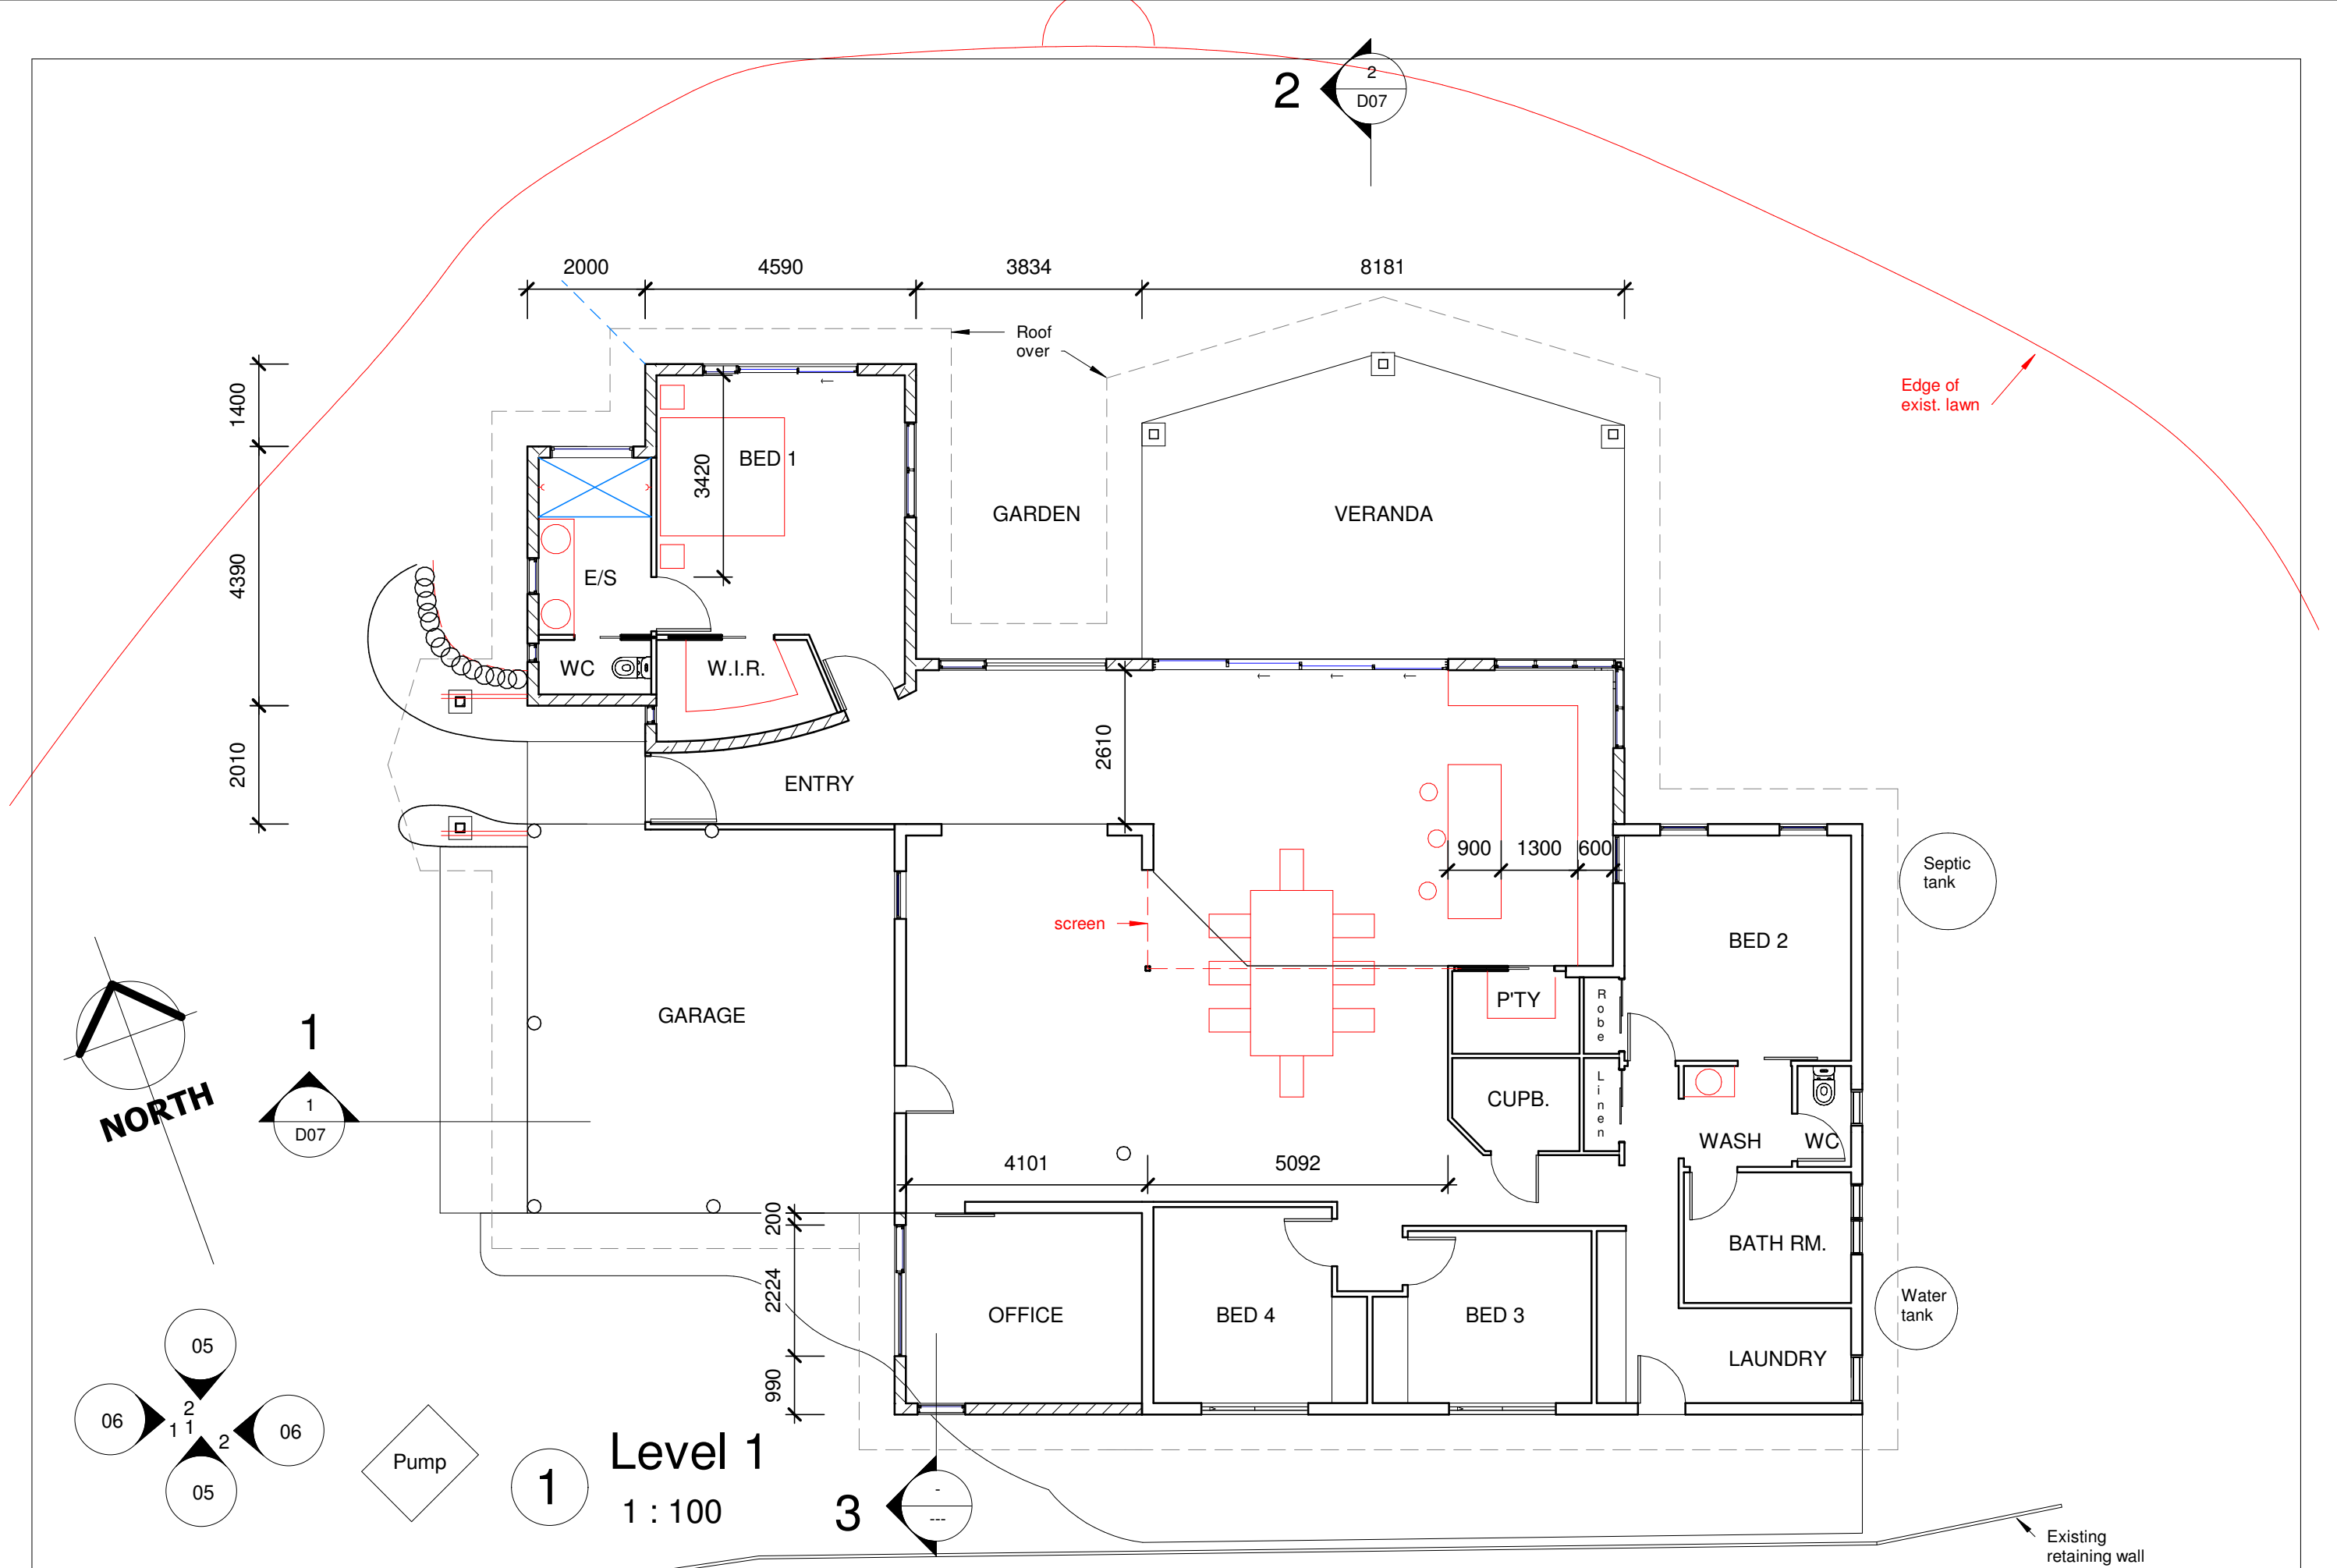 2
2
D07
2000
4590
3834
8181
Roof
over
1400
4390
2010
Edge of
exist. lawn
BED 1
3420
GARDEN
VERANDA
E/S
WC
W.I.R.
2610
ENTRY
900
1300
600
Septic
tank
screen
BED 2
GARAGE
P'TY
Robe
NORTH
1
1
D07
CUPB.
Linen
WASH
WC
4101
5092
200
2224
990
BATH RM.
OFFICE
BED 4
BED 3
Water
tank
LAUNDRY
05
06
2
1 1
2
06
05
Pump
1
Level 1
1 : 100
3
-
---
Existing
retaining wall